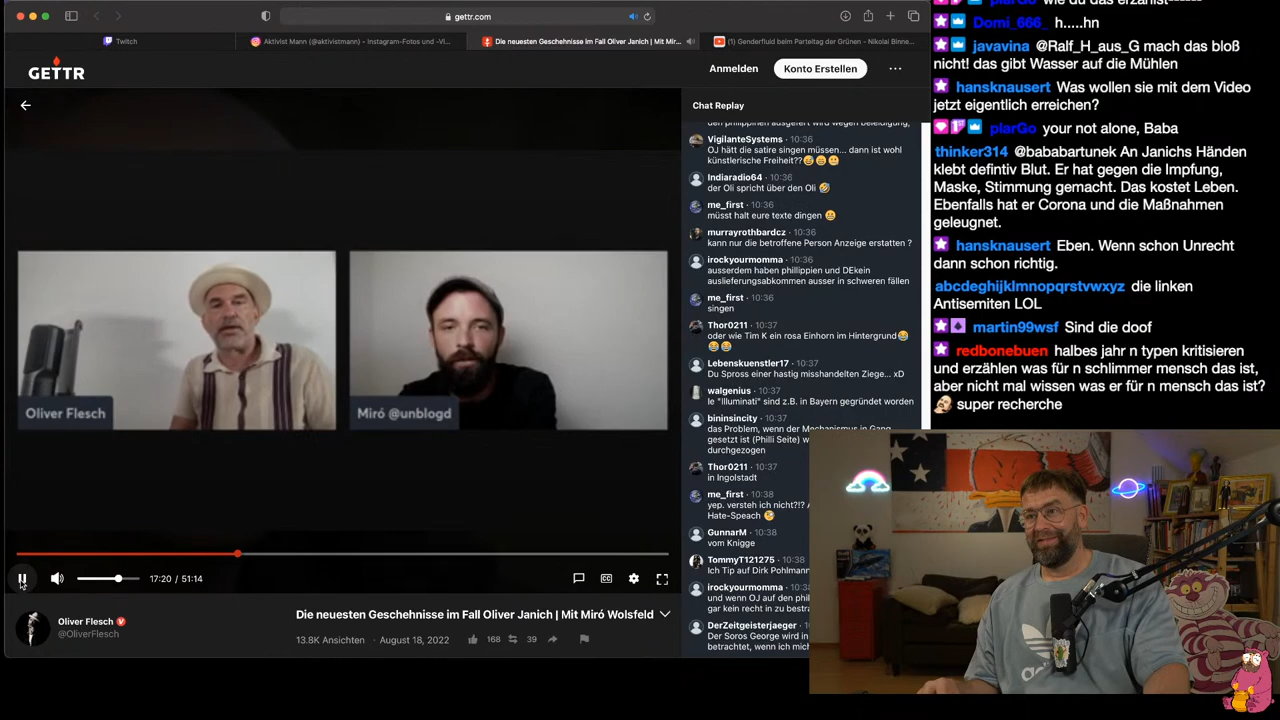 gettr.com
Twitch
Aktivist Mann (@aktivistmann) • Instagram-Fotos und -Vi...
Die neuesten Geschehnisse im Fall Oliver Janich | Mit Mir...
(1) Genderfluid beim Parteitag der Grünen - Nikolai Binne...
GETTR
Anmelden
Konto Erstellen
Chat Replay
VigilanteSystems 10:36
OJ hätt die satire singen müssen... dann ist wohl
künstlerische Freiheit??
Indiaradio64 10:36
der Oli spricht über den Oli
me_first 10:36
müsst halt eure texte dingen
murrayrothbardcz 10:36
kann nur die betroffene Person Anzeige erstatten ?
irockyourmomma 10:36
ausserdem haben phillippien und DEkein
auslieferungsabkommen ausser in schweren fällen
me_first 10:36
singen
Thor0211 10:37
oder wie Tim K ein rosa Einhorn im Hintergrund
Lebenskuenstler17 10:37
Du Spross einer hastig misshandelten Ziege... xD
walgenius 10:37
le "Illuminati" sind z.B. in Bayern gegründet worden
bininsincity 10:37
das Problem, wenn der Mechanismus in Gang
gesetzt ist (Philli Seite) w
durchgezogen
Thor0211 10:37
in Ingolstadt
me_first 10:38
yep. versteh ich nicht?!? A
Hate-Speach
GunnarM 10:38
vom Knigge
TommyT121275 10:38
Ich Tip auf Dirk Pohlmann
irockyourmomma 10:38
und wenn OJ auf den phil
gar kein recht in zu bestra
DerZeitgeisterjaeger 10:38
Der Soros George wird in
betrachtet, wenn ich mich
Oliver Flesch
Miró @unblogd
17:20 / 51:14
Oliver Flesch
@OliverFlesch
Die neuesten Geschehnisse im Fall Oliver Janich | Mit Miró Wolsfeld
13.8K Ansichten • August 18, 2022
168
39
Domi_666_ h.....hn
javavina @Ralf_H_aus_G mach das bloß
nicht! das gibt Wasser auf die Mühlen
hansknausert Was wollen sie mit dem Video
jetzt eigentlich erreichen?
plarGo your not alone, Baba
thinker314 @bababartunek An Janichs Händen
klebt defintiv Blut. Er hat gegen die Impfung,
Maske, Stimmung gemacht. Das kostet Leben.
Ebenfalls hat er Corona und die Maßnahmen
geleugnet.
hansknausert Eben. Wenn schon Unrecht
dann schon richtig.
abcdeghijklmnopqrstvwxyz die linken
Antisemiten LOL
martin99wsf Sind die doof
redbonebuen halbes jahr n typen kritisieren
und erzählen was für n schlimmer mensch das ist,
aber nicht mal wissen was er für n mensch das ist?
super recherche